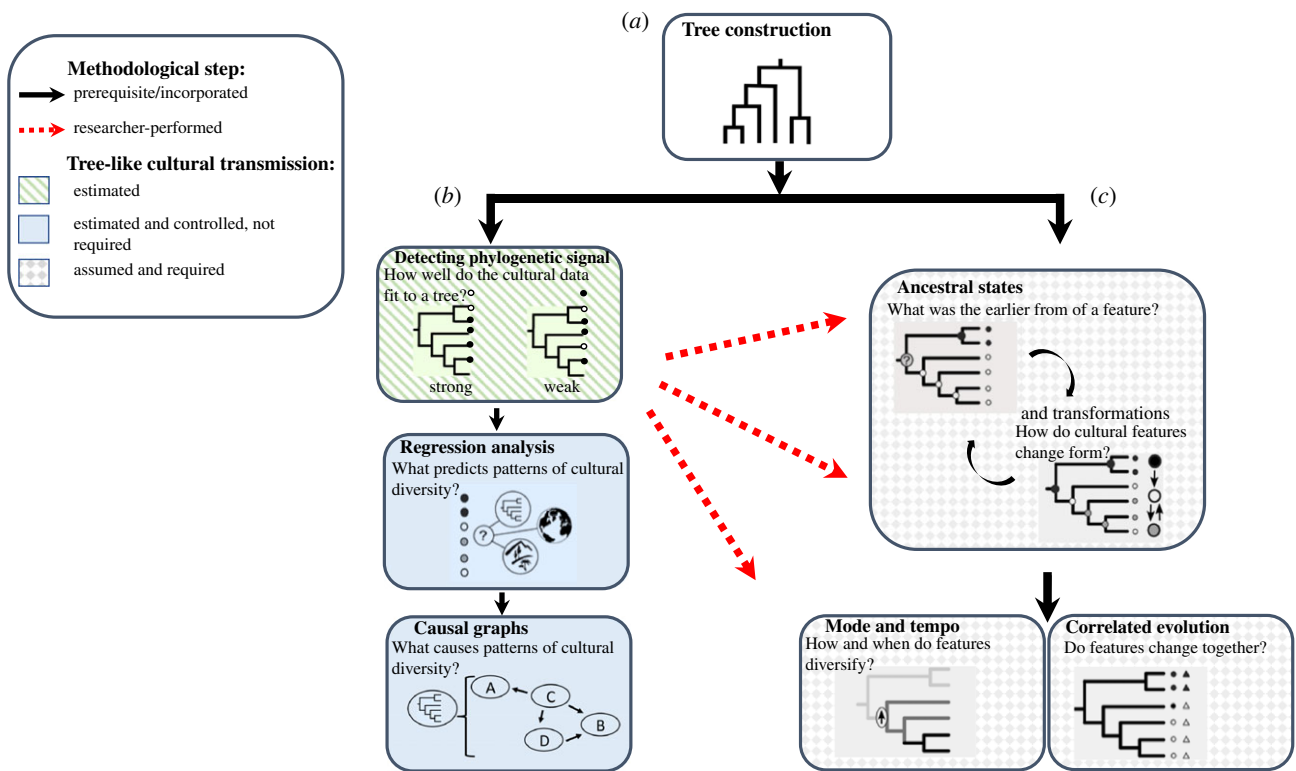 (a)
Tree construction
Methodological step:
prerequisite/incorporated
researcher-performed
Tree-like cultural transmission:
estimated
estimated and controlled, not
required
assumed and required
(b)
(c)
Detecting phylogenetic signal
How well do the cultural data
fit to a tree?
strong
weak
Regression analysis
What predicts patterns of cultural
diversity?
?
Causal graphs
What causes patterns of cultural
diversity?
A
C
B
D
Ancestral states
What was the earlier from of a feature?
?
and transformations
How do cultural features
change form?
Mode and tempo
How and when do features
diversify?
Correlated evolution
Do features change together?